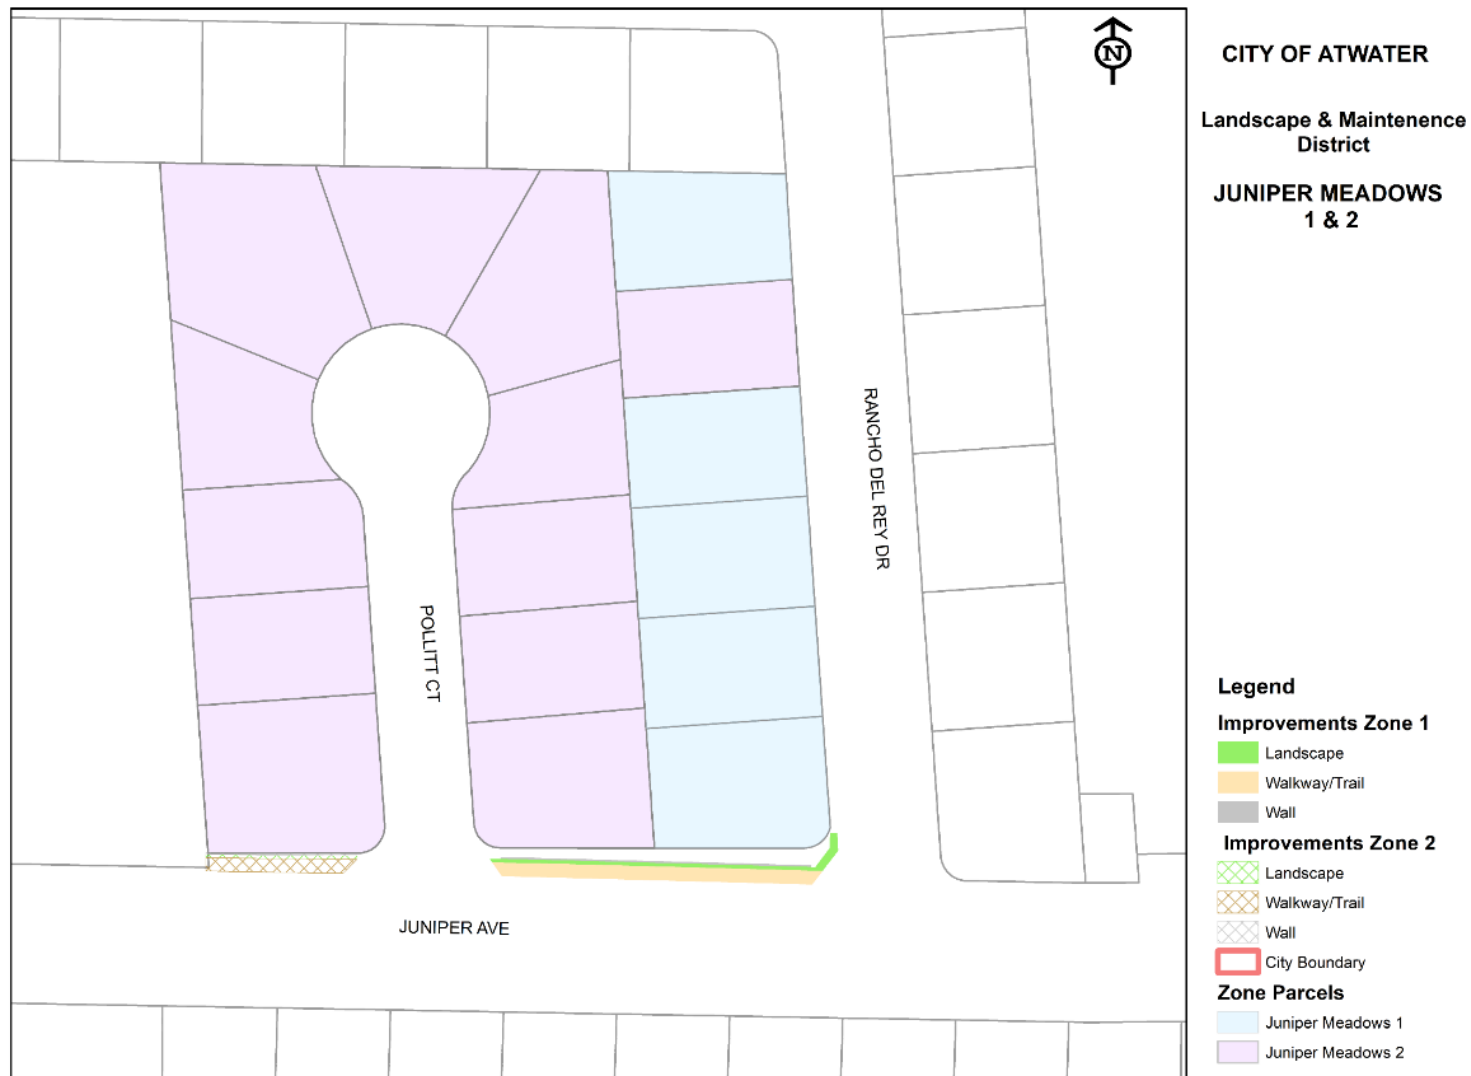 N
CITY OF ATWATER
Landscape & Maintenence
District
JUNIPER MEADOWS
1 & 2
RANCHO DEL REY DR
POLLITT CT
JUNIPER AVE
Legend
Improvements Zone 1
Landscape
Walkway/Trail
Wall
Improvements Zone 2
Landscape
Walkway/Trail
Wall
City Boundary
Zone Parcels
Juniper Meadows 1
Juniper Meadows 2